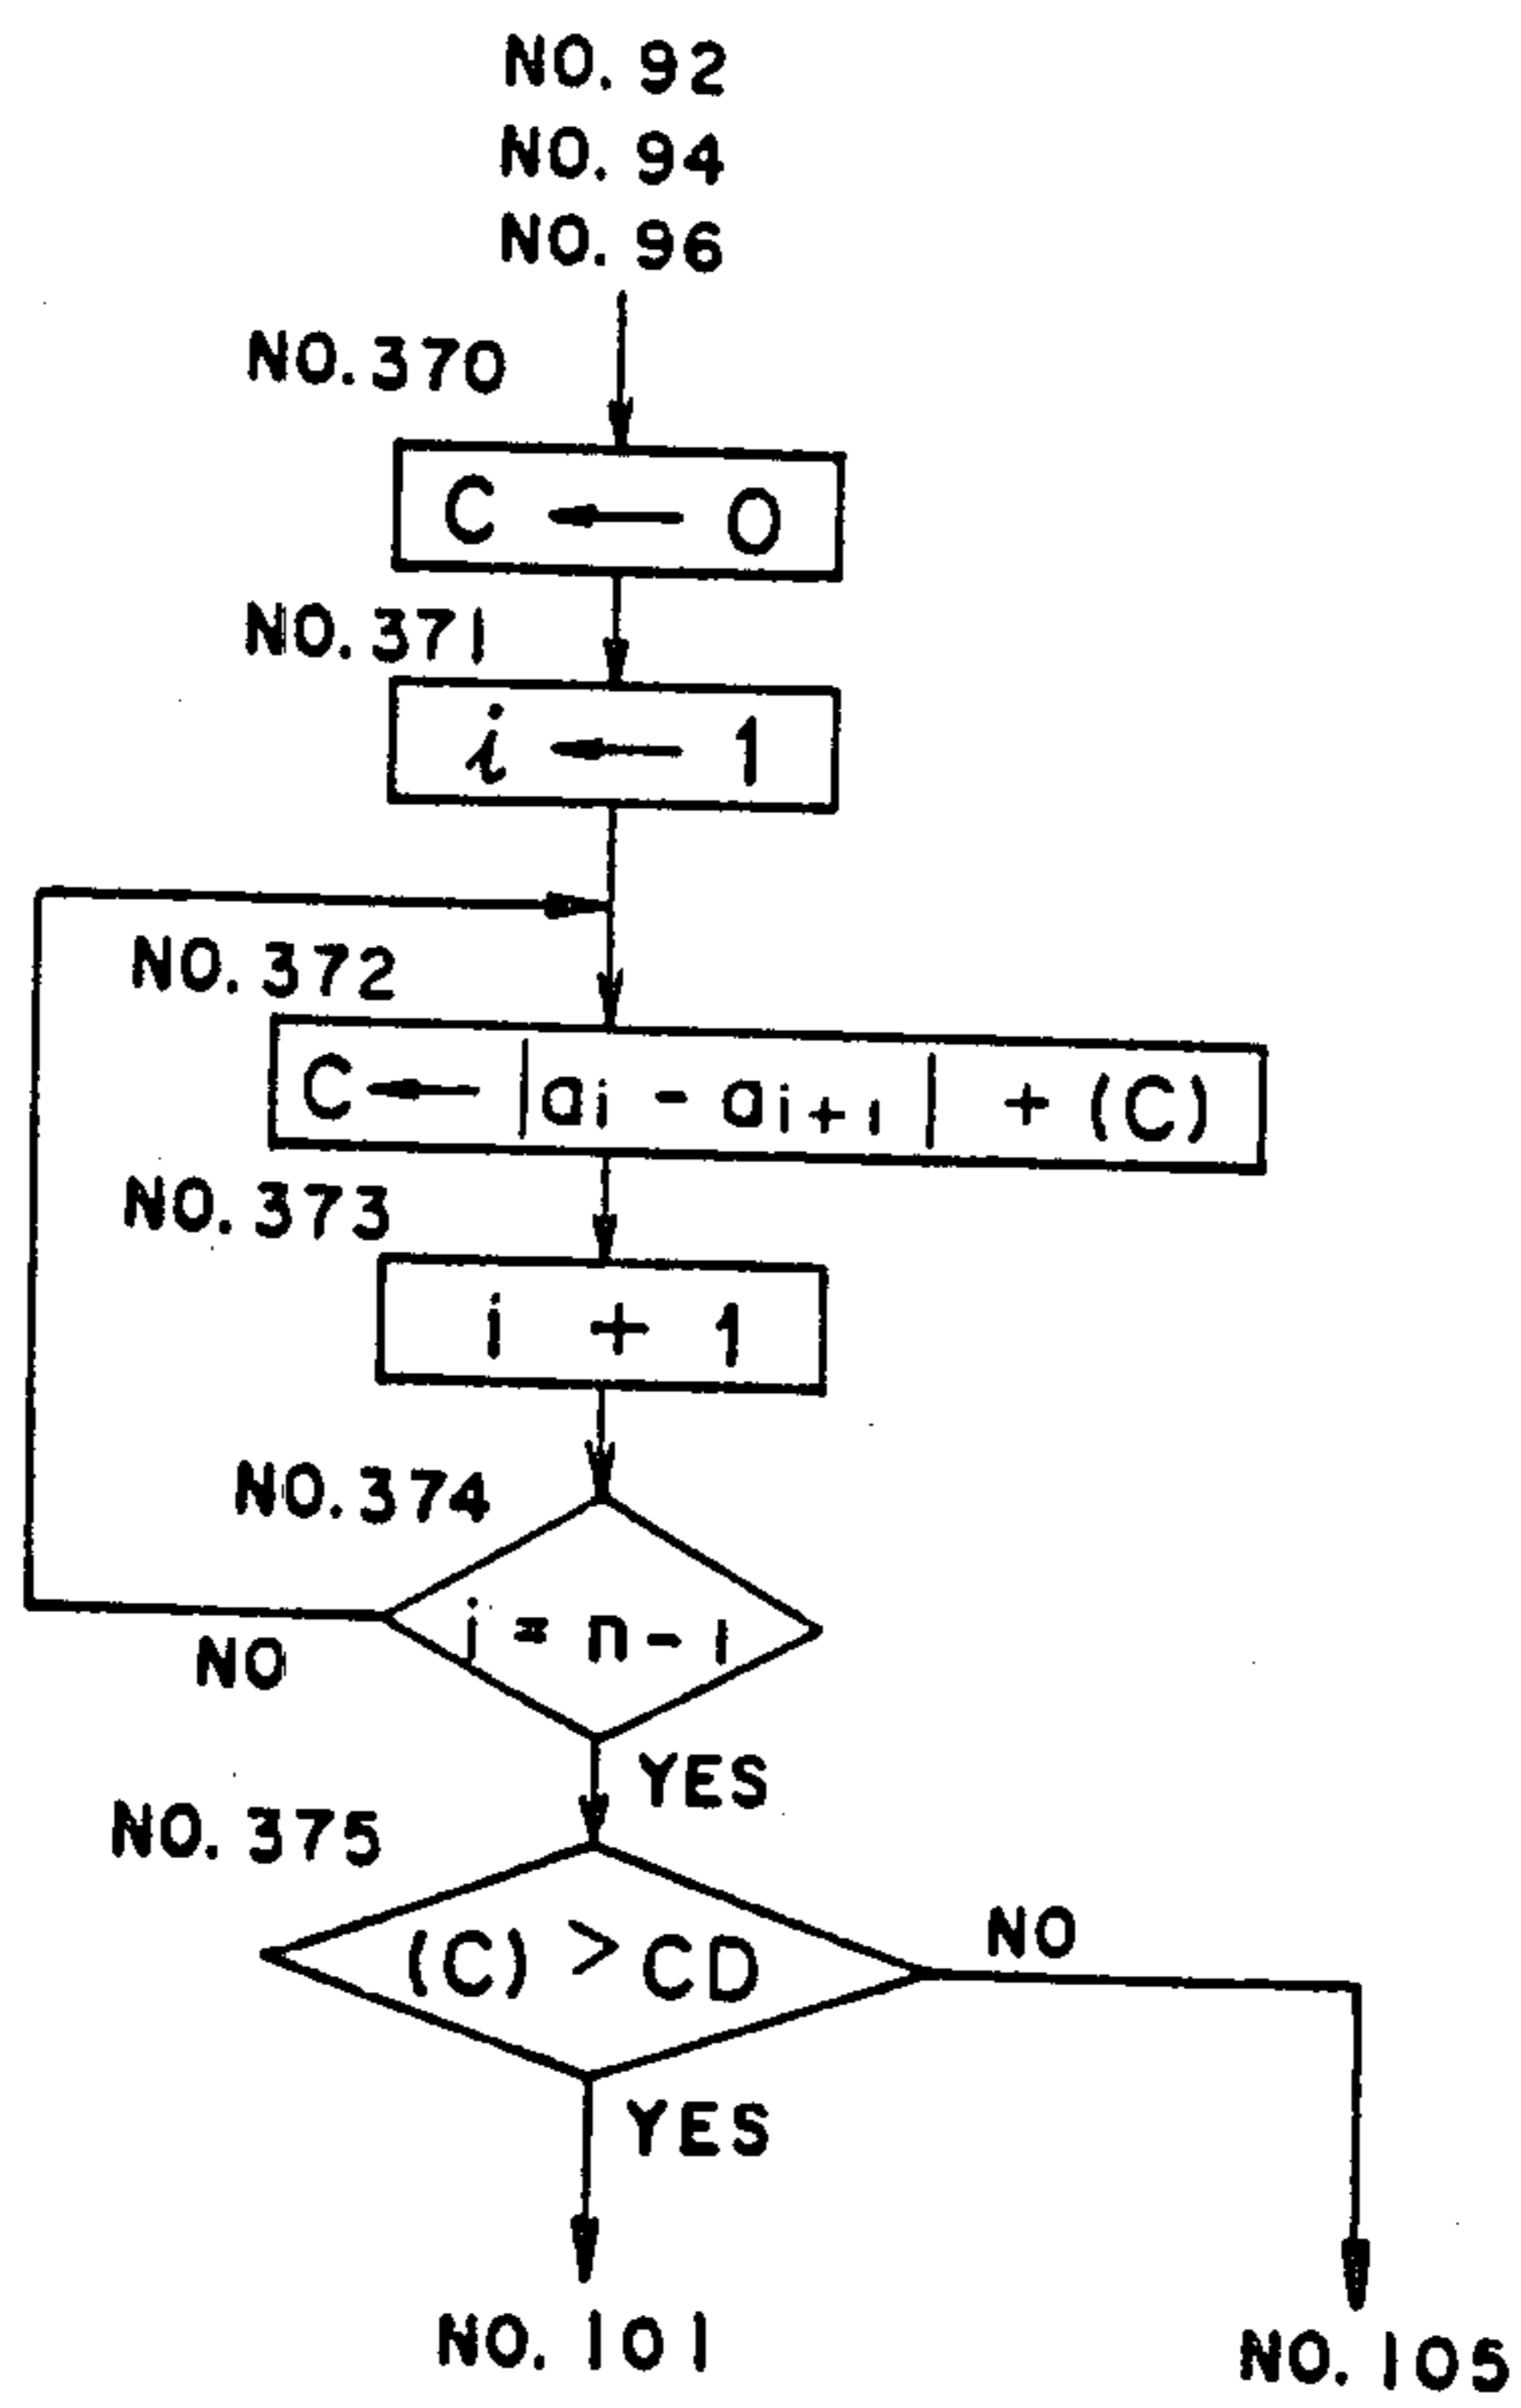 NO. 92
NO. 94
NO. 96
NO. 370
C ← 0
NO. 371
i ← 1
NO. 372
C ← |ai - ai+1| + (C)
NO. 373
i + 1
NO. 374
i = n - 1
NO
YES
NO. 375
(C) > CD
NO
YES
NO. 101
NO. 105